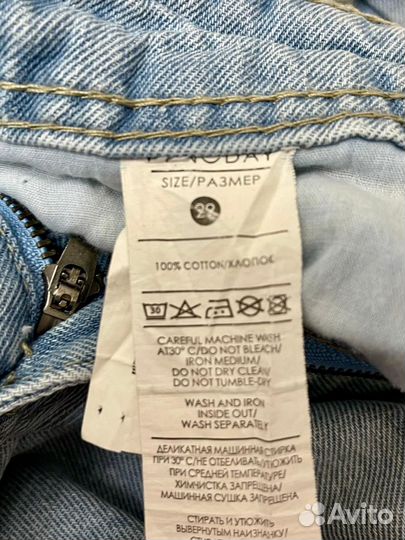 SIZE/РАЗМЕР
28
100% COTTON/ХЛОПОК
30
CAREFUL MACHINE WASH
AT30° C/DO NOT BLEACH/
IRON MEDIUM/
DO NOT DRY CLEAN/
DO NOT TUMBLE-DRY
WASH AND IRON
INSIDE OUT/
WASH SEPARATELY
ДЕЛИКАТНАЯ МАШИННАЯ СТИРКА
ПРИ 30° С/НЕ ОТБЕЛИВАТЬ/УТЮЖИТЬ
ПРИ СРЕДНЕЙ ТЕМПЕРАТУРЕ/
ХИМЧИСТКА ЗАПРЕЩЕНА/
МАШИННАЯ СУШКА ЗАПРЕЩЕНА
СТИРАТЬ И УТЮЖИТЬ
ВЫВЕРНУТЫМ НАИЗНАНКУ/
Avito